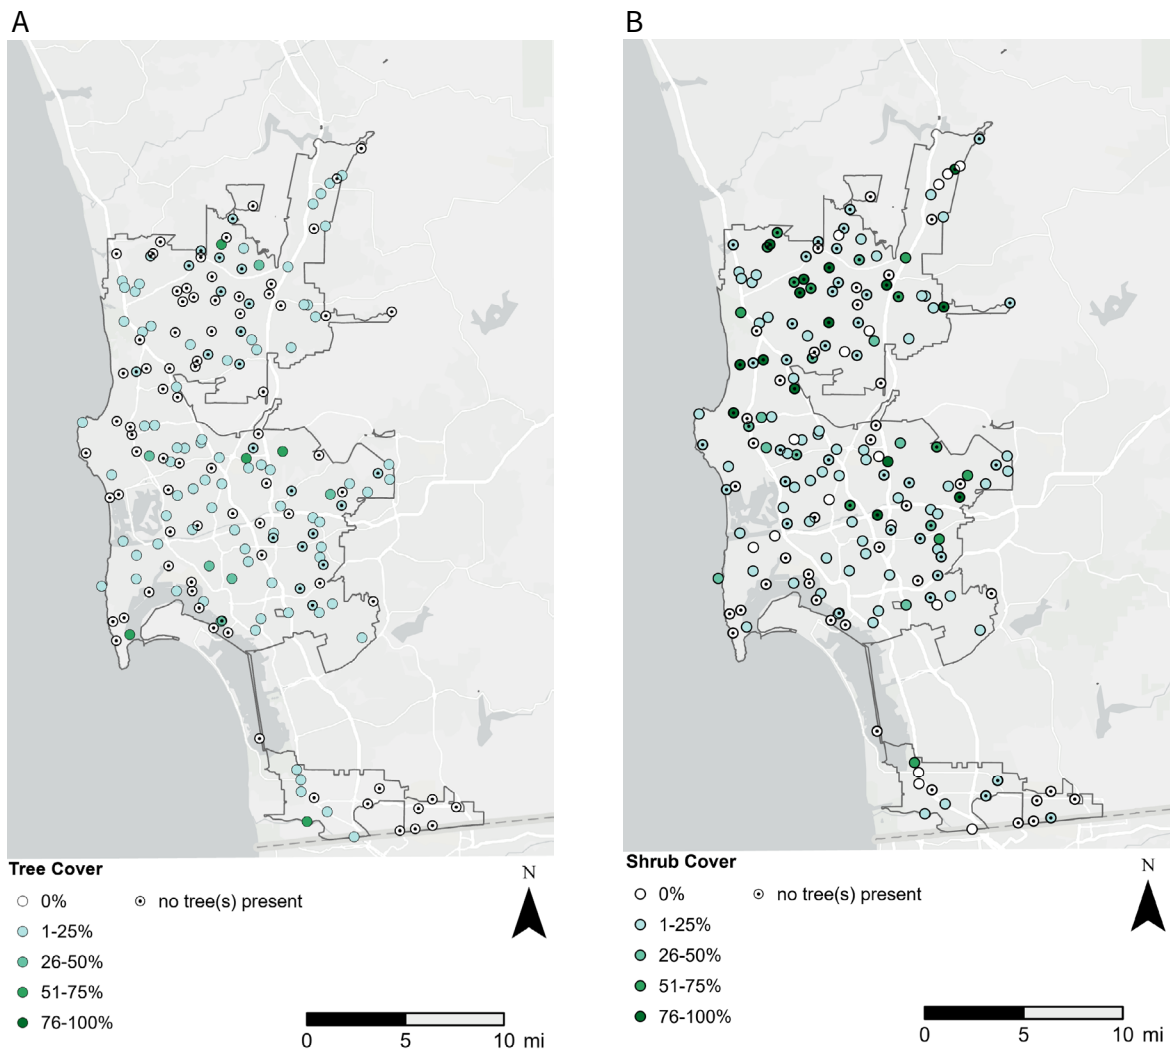 A
B
Tree Cover
0%
no tree(s) present
1-25%
26-50%
51-75%
76-100%
N
0
5
10 mi
Shrub Cover
0%
no tree(s) present
1-25%
26-50%
51-75%
76-100%
N
0
5
10 mi